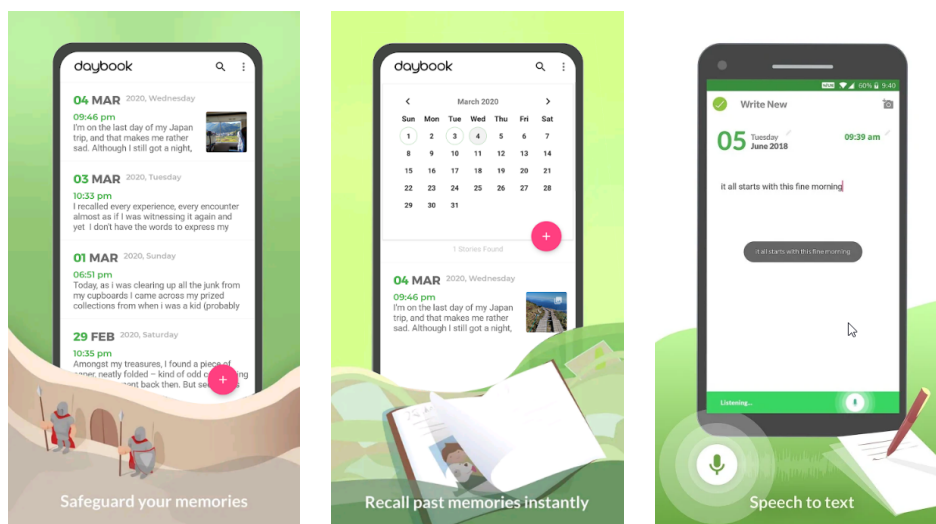 daybook
04 MAR 2020, Wednesday
09:46 pm
I'm on the last day of my Japan
trip, and that makes me rather
sad. Although I still got a night,
03 MAR 2020, Tuesday
10:33 pm
I recalled every experience, every encounter
almost as if I was witnessing it again and
yet I don't have the words to express my
01 MAR 2020, Sunday
06:51 pm
Today, as i was clearing up all the junk from
my cupboards I came across my prized
collections from when i was a kid (probably
29 FEB 2020, Saturday
10:35 pm
Amongst my treasures, I found a piece of
neatly folded – kind of odd
back then. But
Safeguard your memories
daybook
March 2020
Sun Mon Tue Wed Thu Fri Sat
1 2 3 4 5 6 7
8 9 10 11 12 13 14
15 16 17 18 19 20 21
22 23 24 25 26 27 28
29 30 31
1 Stories Found
04 MAR 2020, Wednesday
09:46 pm
I'm on the last day of my Japan
trip, and that makes me rather
sad. Although I still got a night,
Recall past memories instantly
60% 9:40
Write New
05 Tuesday
June 2018
09:39 am
it all starts with this fine morning
it all starts with this fine morning
Listening...
Speech to text